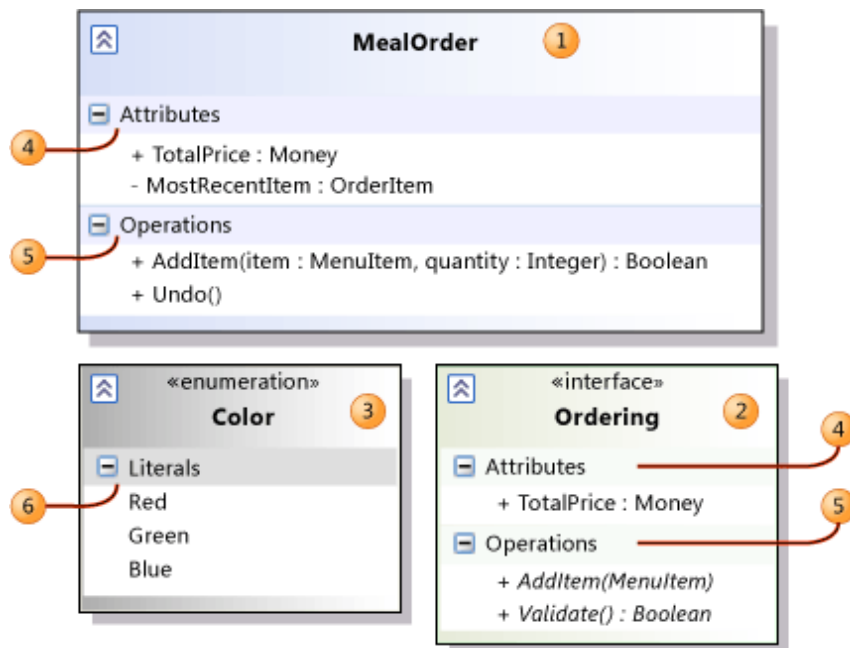 MealOrder 1
Attributes
4
+ TotalPrice : Money
- MostRecentItem : OrderItem
Operations
5
+ AddItem(item : MenuItem, quantity : Integer) : Boolean
+ Undo()
«enumeration»
Color
3
Literals
6
Red
Green
Blue
«interface»
Ordering
2
Attributes
4
+ TotalPrice : Money
Operations
5
+ AddItem(MenuItem)
+ Validate() : Boolean